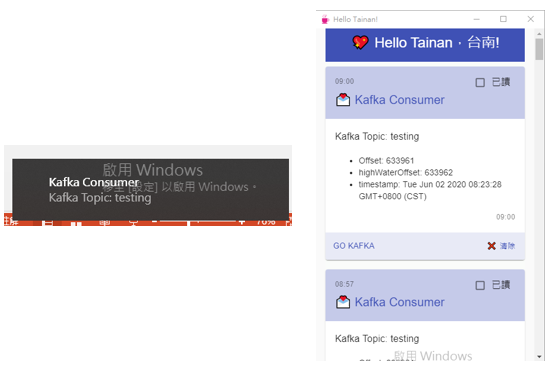 啟用 Windows
移至 [設定] 以啟用 Windows。
Kafka Consumer
Kafka Topic: testing
70%
Hello Tainan!
Hello Tainan，台南!
09:00
已讀
Kafka Consumer
Kafka Topic: testing
Offset: 633961
highWaterOffset: 633962
timestamp: Tue Jun 02 2020 08:23:28
GMT+0800 (CST)
09:00
GO KAFKA
清除
08:57
已讀
Kafka Consumer
Kafka Topic: testing
啟用 Windows